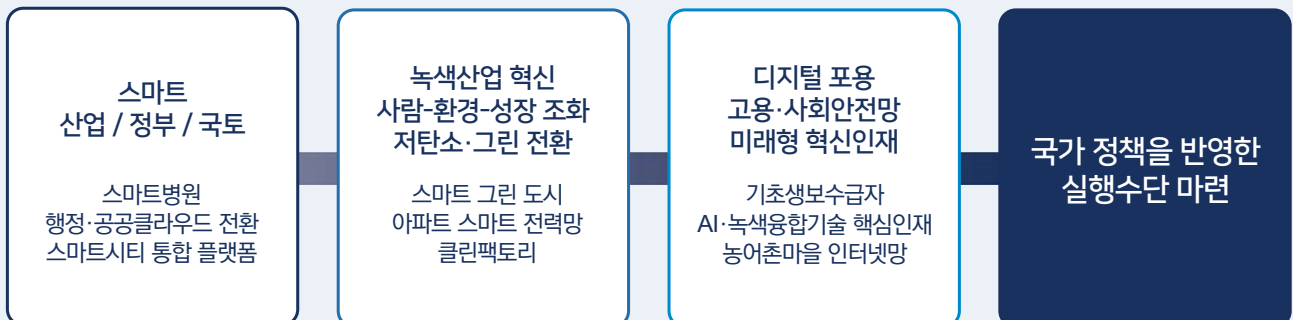 스마트
산업 / 정부 / 국토
스마트병원
행정·공공클라우드 전환
스마트시티 통합 플랫폼
녹색산업 혁신
사람-환경-성장 조화
저탄소·그린 전환
스마트 그린 도시
아파트 스마트 전력망
클린팩토리
디지털 포용
고용·사회안전망
미래형 혁신인재
기초생보수급자
AI·녹색융합기술 핵심인재
농어촌마을 인터넷망
국가 정책을 반영한
실행수단 마련